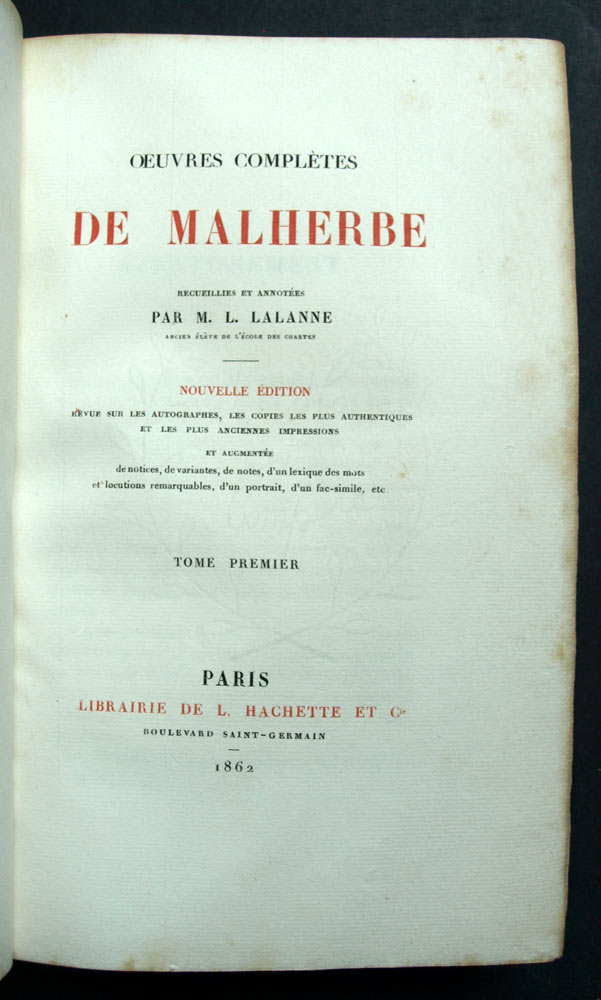 OEUVRES COMPLÈTES
DE MALHERBE
RECUEILLIES ET ANNOTÉES
PAR M. L. LALANNE
ANCIEN ÉLÈVE DE L'ÉCOLE DES CHARTES
NOUVELLE ÉDITION
REVUE SUR LES AUTOGRAPHES, LES COPIES LES PLUS AUTHENTIQUES
ET LES PLUS ANCIENNES IMPRESSIONS
ET AUGMENTÉE
de notices, de variantes, de notes, d'un lexique des mots
et locutions remarquables, d'un portrait, d'un fac-simile, etc
TOME PREMIER
PARIS
LIBRAIRIE DE L. HACHETTE ET Cie
BOULEVARD SAINT-GERMAIN
1862